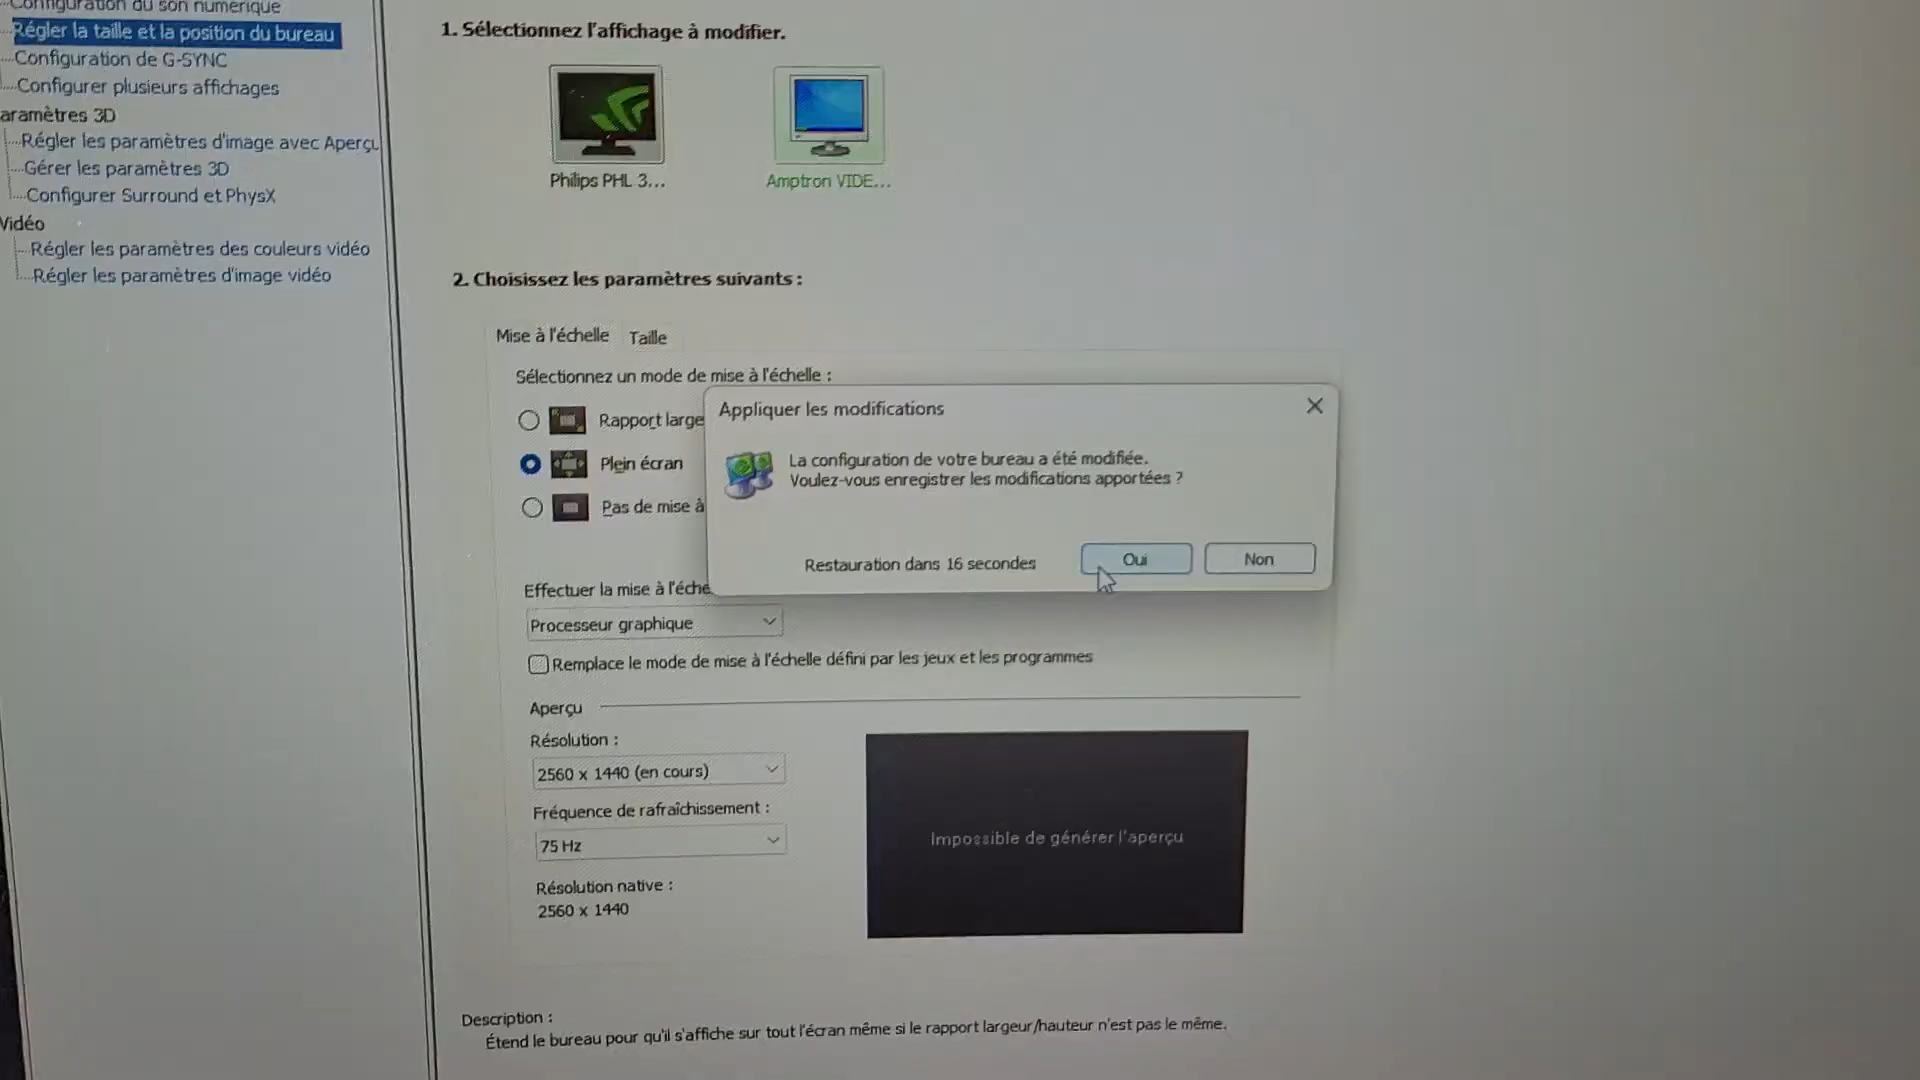 Configuration du son numérique
Régler la taille et la position du bureau
Configuration de G-SYNC
Configurer plusieurs affichages
aramètres 3D
Régler les paramètres d'image avec Aperçu
Gérer les paramètres 3D
Configurer Surround et PhysX
Vidéo
Régler les paramètres des couleurs vidéo
Régler les paramètres d'image vidéo
1. Sélectionnez l'affichage à modifier.
Philips PHL 3...
Amptron VIDE...
2. Choisissez les paramètres suivants :
Mise à l'échelle
Taille
Sélectionnez un mode de mise à l'échelle :
Rapport large
Plein écran
Pas de mise à
Appliquer les modifications
La configuration de votre bureau a été modifiée.
Voulez-vous enregistrer les modifications apportées ?
Restauration dans 16 secondes
Oui
Non
Effectuer la mise à l'éche
Processeur graphique
Remplace le mode de mise à l'échelle défini par les jeux et les programmes
Aperçu
Résolution :
2560 x 1440 (en cours)
Fréquence de rafraîchissement :
75 Hz
Résolution native :
2560 x 1440
Impossible de générer l'aperçu
Description :
Étend le bureau pour qu'il s'affiche sur tout l'écran même si le rapport largeur/hauteur n'est pas le même.